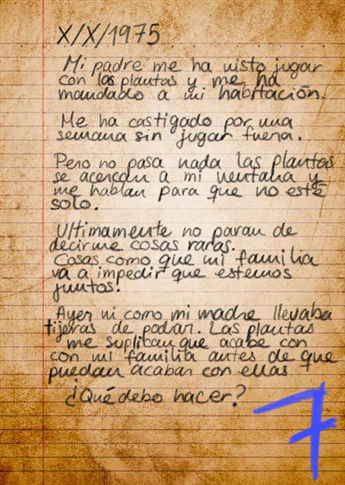 X/X/1975
Mi padre me ha visto jugar
con las plantas y me ha
mandado a mi habitación.
Me ha castigado por una
semana sin jugar fuera.
Pero no pasa nada las plantas
se acercan a mi ventana y
me hablan para que no esté
solo.
Ultimamente no paran de
decirme cosas raras.
Cosas como que mi familia
va a impedir que estemos
juntos.
Ayer vi como mi madre llevaba
tijeras de podar. Las plantas
me suplican que acabe con
con mi familia antes de que
puedan acabar con ellas
¿Qué debo hacer?
7